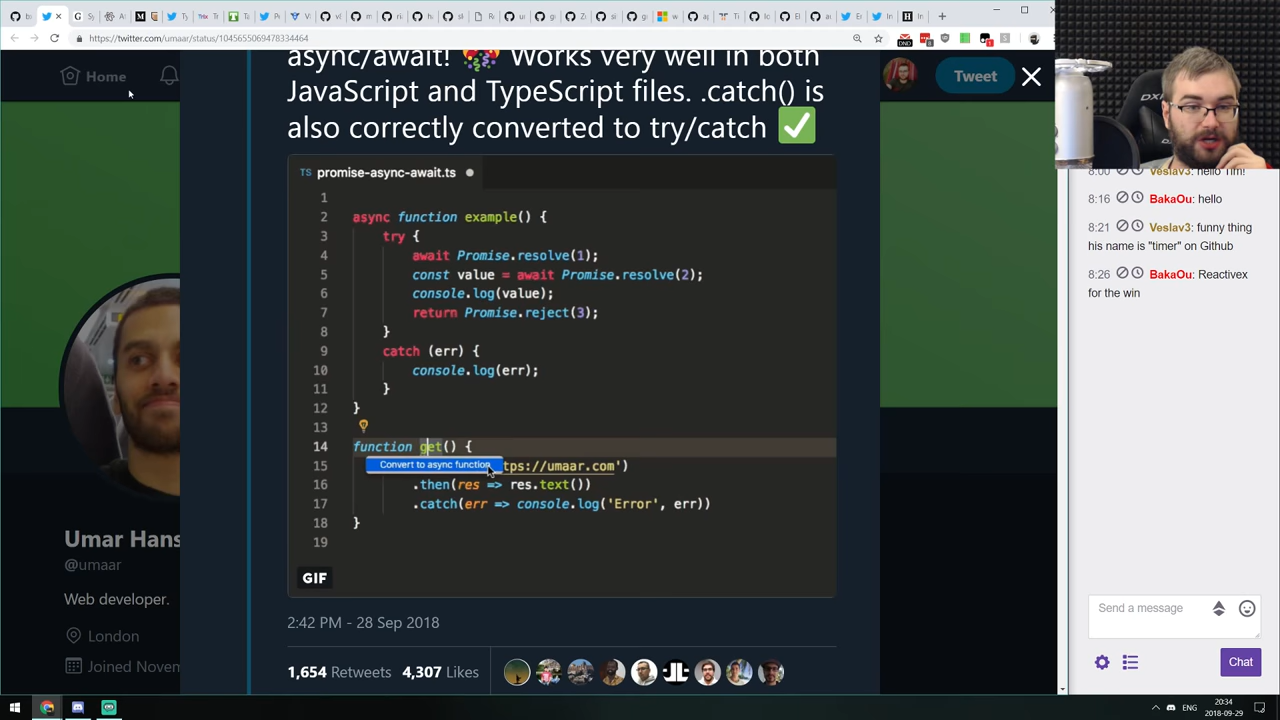 https://twitter.com/umaar/status/1045655069478334464
Home
Tweet
async/await! 🎊 Works very well in both
JavaScript and TypeScript files. .catch() is
also correctly converted to try/catch ✅
TS promise-async-await.ts
1
2 async function example() {
3 try {
4 await Promise.resolve(1);
5 const value = await Promise.resolve(2);
6 console.log(value);
7 return Promise.reject(3);
8 }
9 catch (err) {
10 console.log(err);
11 }
12 }
13
14 function get() {
Convert to async function
15 tps://umaar.com')
16 .then(res => res.text())
17 .catch(err => console.log('Error', err))
18 }
19
GIF
2:42 PM - 28 Sep 2018
1,654 Retweets 4,337 Likes
Umar Hans
@umaar
Web developer.
London
Joined Novem
DXR
8:00 Veslav3: hello Tim!
8:16 BakaOu: hello
8:21 Veslav3: funny thing
his name is "timer" on Github
8:26 BakaOu: Reactivex
for the win
Send a message
Chat
ENG
20:34
2018-09-29